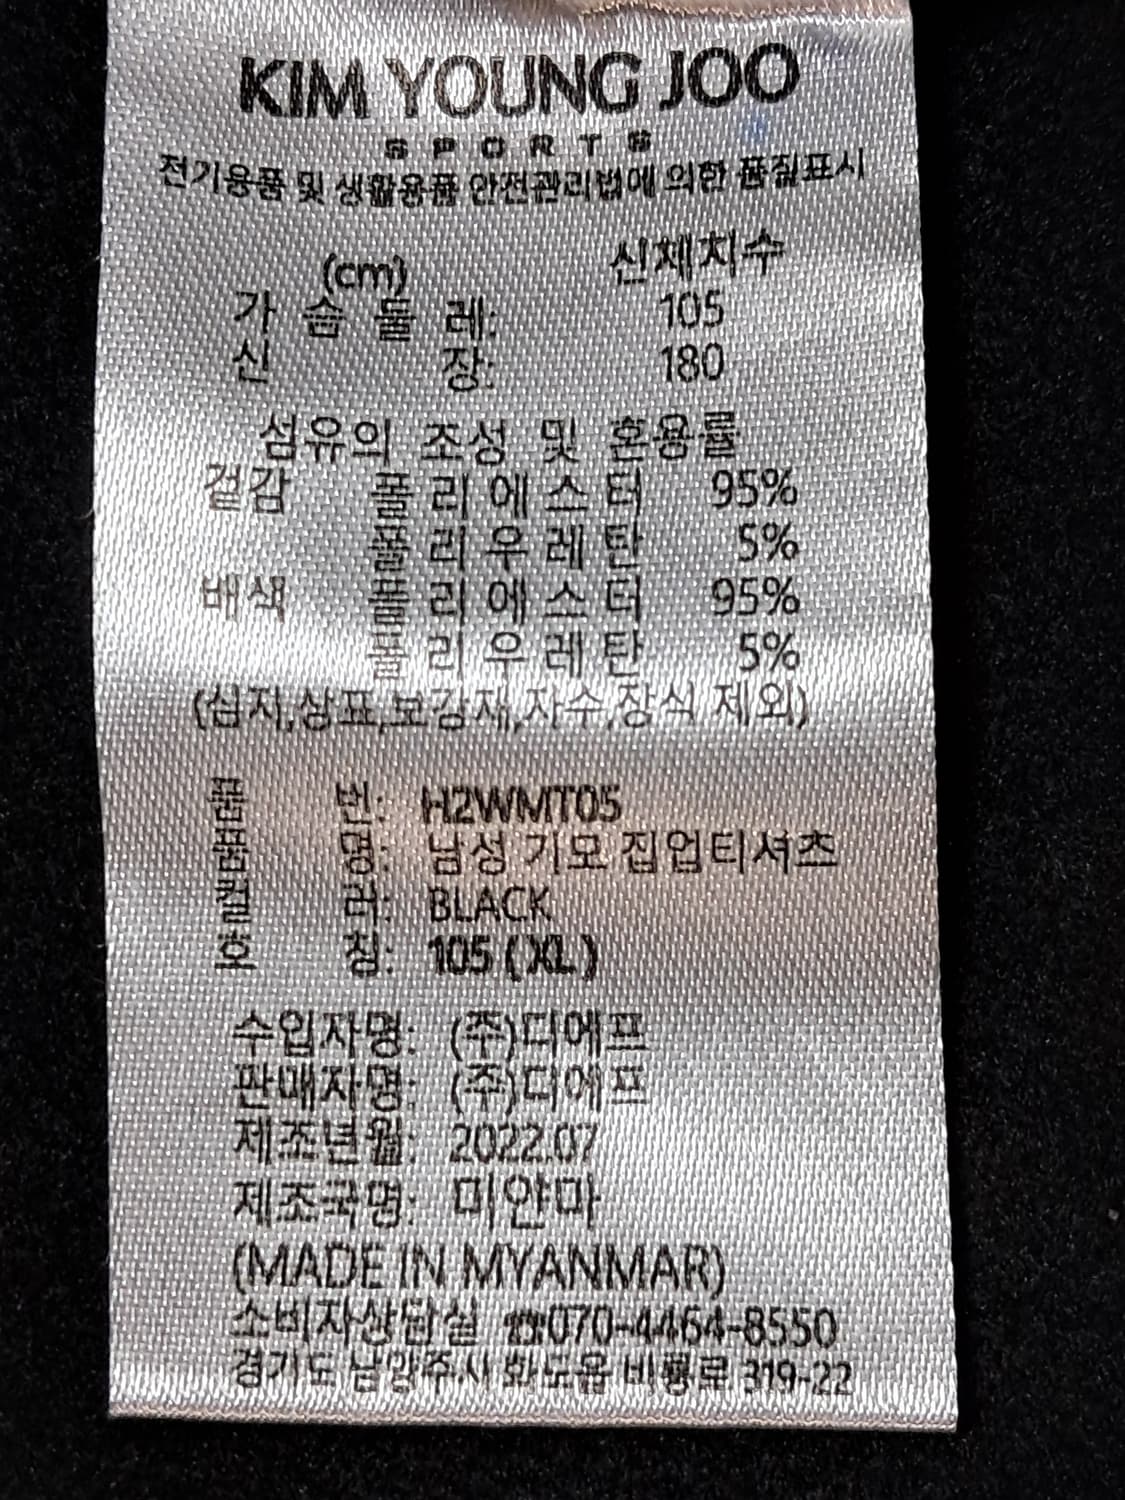 KIM YOUNG JOO
SPORTS
전기용품 및 생활용품 안전관리법에 의한 품질표시
(cm) 신체치수
가슴둘레: 105
신 장: 180
섬유의 조성 및 혼용률
겉감 폴리에스터 95%
폴리우레탄 5%
배색 폴리에스터 95%
폴리우레탄 5%
(심지,상표,보강재,자수,장식 제외)
품 번: H2WMT05
품 명: 남성 기모 집업티셔츠
컬 러: BLACK
호 칭: 105 (XL)
수입자명: (주)디에프
판매자명: (주)디에프
제조년월: 2022.07
제조국명: 미얀마
(MADE IN MYANMAR)
소비자상담실 ☎070-4464-8550
경기도 남양주시 화도읍 비룡로 319-22